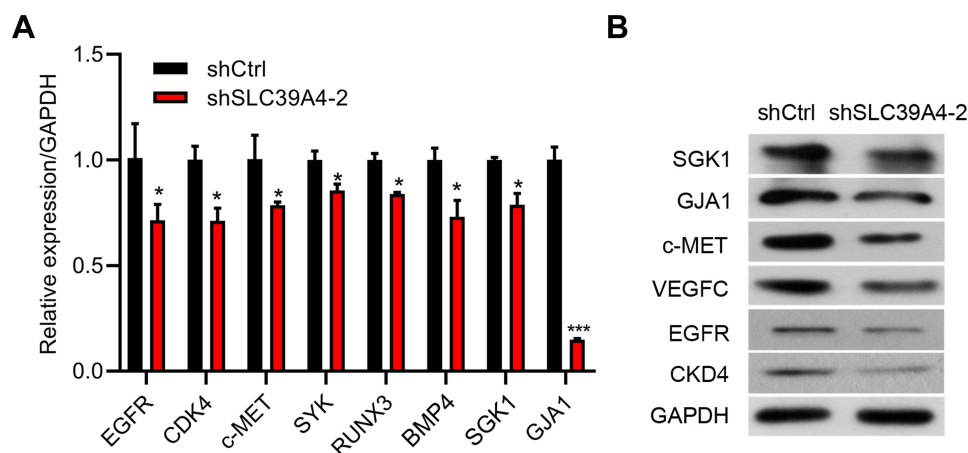 A
Relative expression/GAPDH
1.5
1.0
0.5
0.0
shCtrl
shSLC39A4-2
*
*
*
*
*
*
*
***
EGFR
CDK4
c-MET
SYK
RUNX3
BMP4
SGK1
GJA1
B
shCtrl shSLC39A4-2
SGK1
GJA1
c-MET
VEGFC
EGFR
CKD4
GAPDH